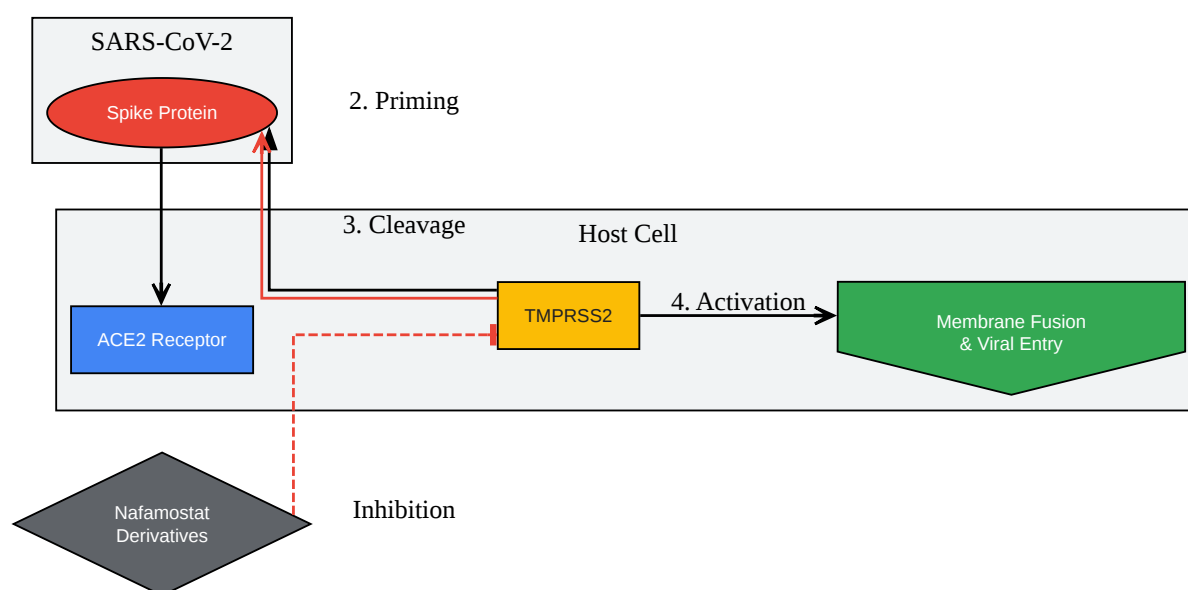 SARS-CoV-2
Spike Protein
2. Priming
3. Cleavage
Host Cell
TMPRSS2
4. Activation
Membrane Fusion
& Viral Entry
ACE2 Receptor
Nafamostat
Derivatives
Inhibition